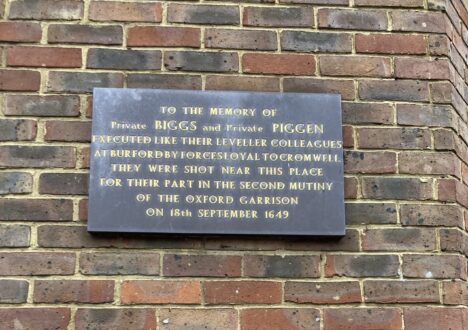 TO THE MEMORY OF
Private BIGGS and Private PIGGEN
EXECUTED LIKE THEIR LEVELLER COLLEAGUES
AT BURFORD BY FORCES LOYAL TO CROMWELL.
THEY WERE SHOT NEAR THIS PLACE
FOR THEIR PART IN THE SECOND MUTINY
OF THE OXFORD GARRISON
ON 18th SEPTEMBER 1649